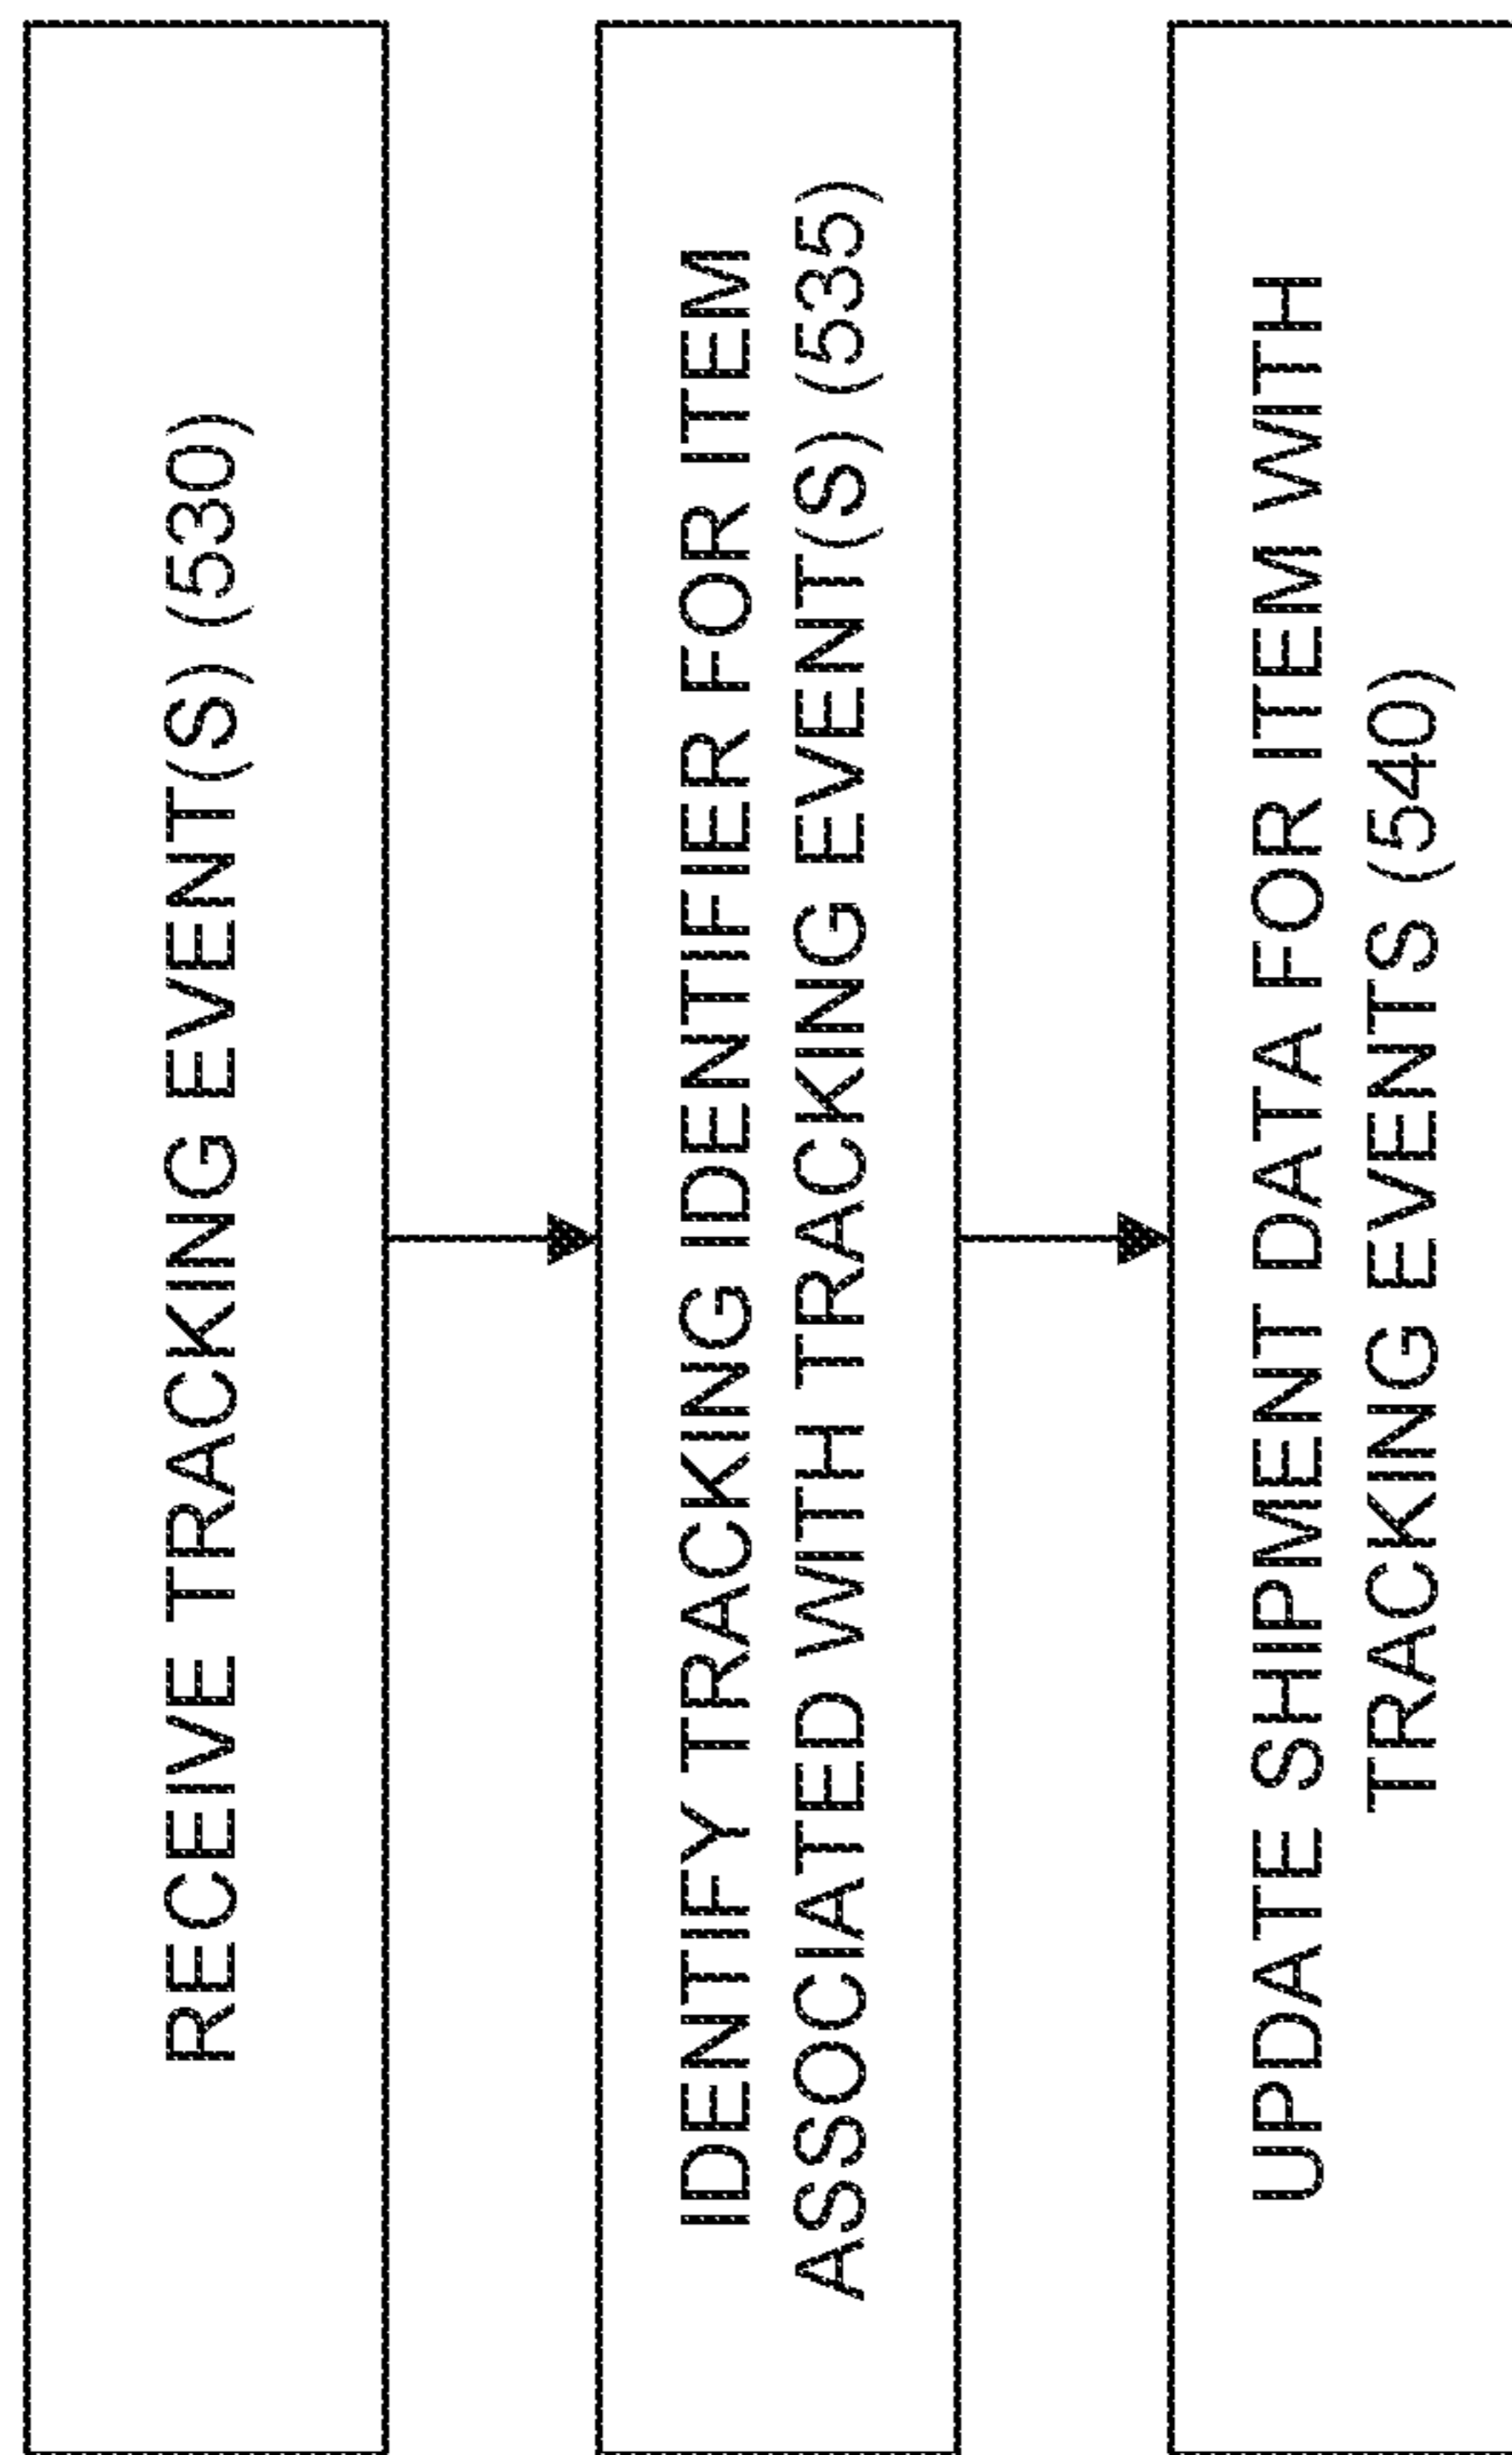 RECEIVE TRACKING EVENT(S) (530)
IDENTIFY TRACKING IDENTIFIER FOR ITEM
ASSOCIATED WITH TRACKING EVENT(S) (535)
UPDATE SHIPMENT DATA FOR ITEM WITH
TRACKING EVENTS (540)